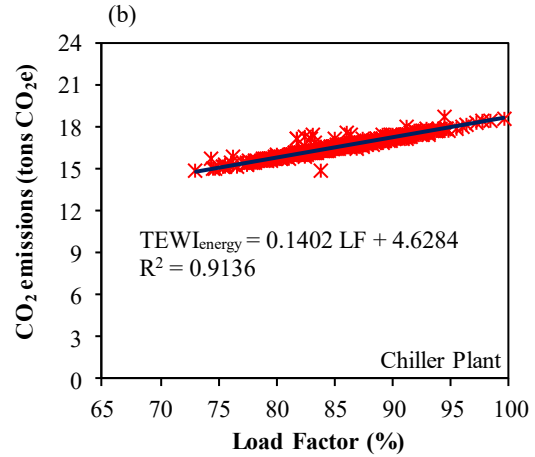 (b)
CO₂ emissions (tons CO₂e)
24
21
18
15
12
9
6
3
0
TEWIenergy = 0.1402 LF + 4.6284
R² = 0.9136
Chiller Plant
65 70 75 80 85 90 95 100
Load Factor (%)